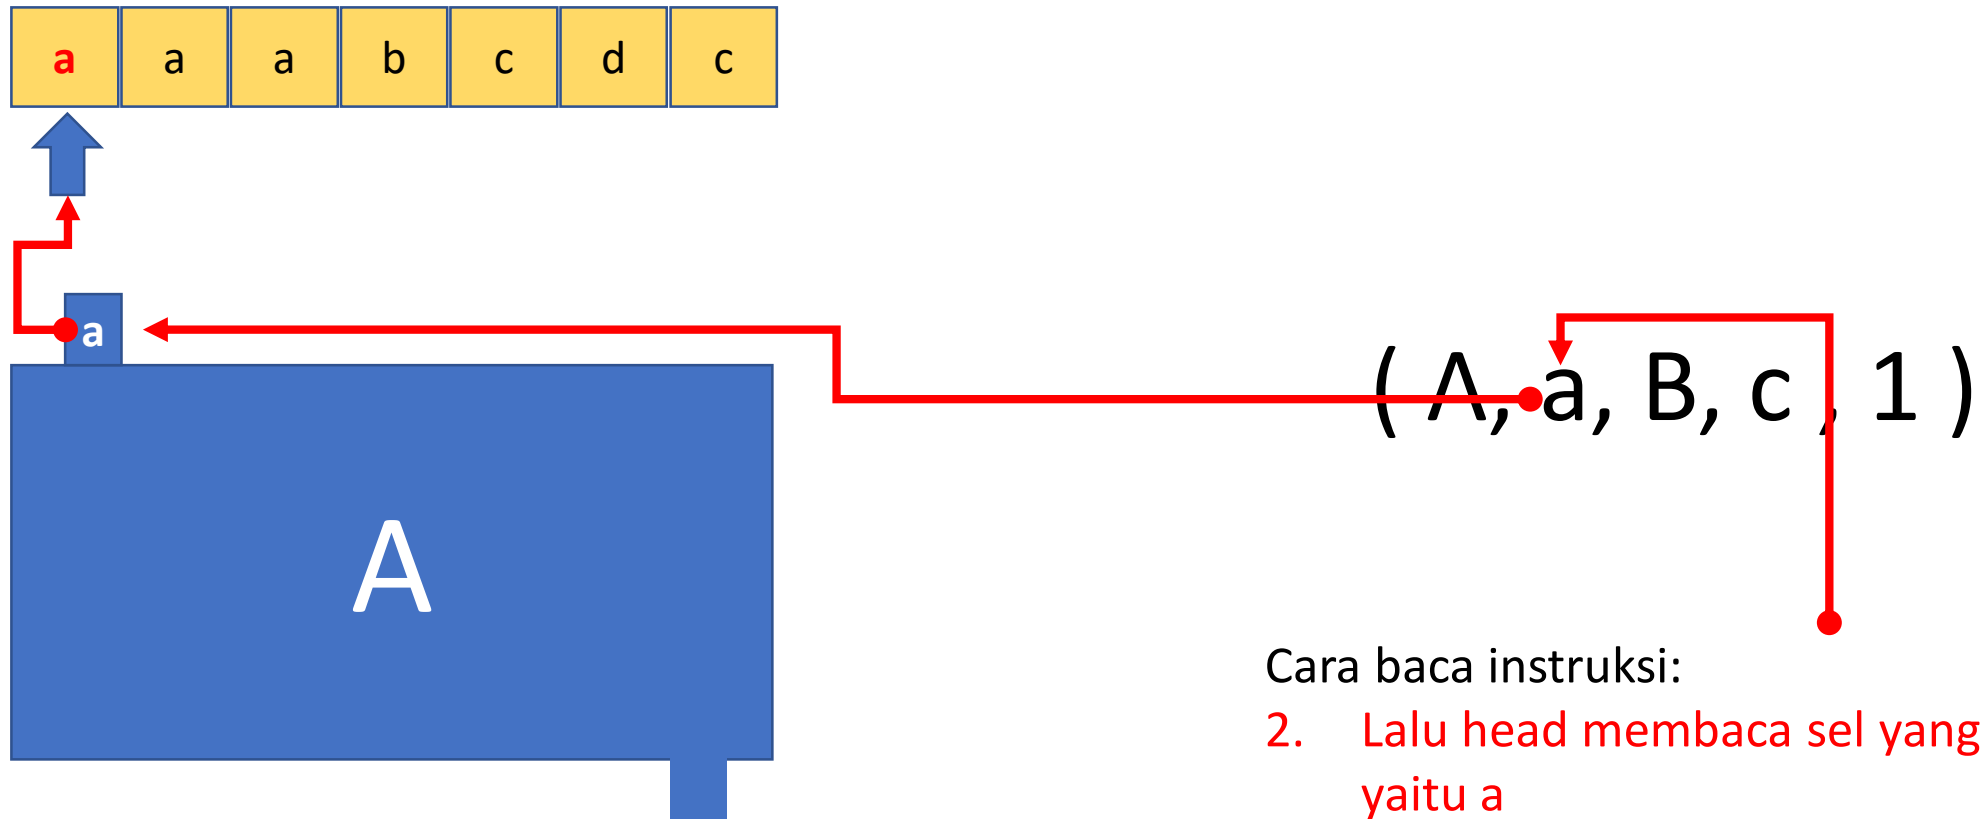 a a a b c d c
a
( A, a, B, c , 1 )
A
Cara baca instruksi:
2. Lalu head membaca sel yang
yaitu a